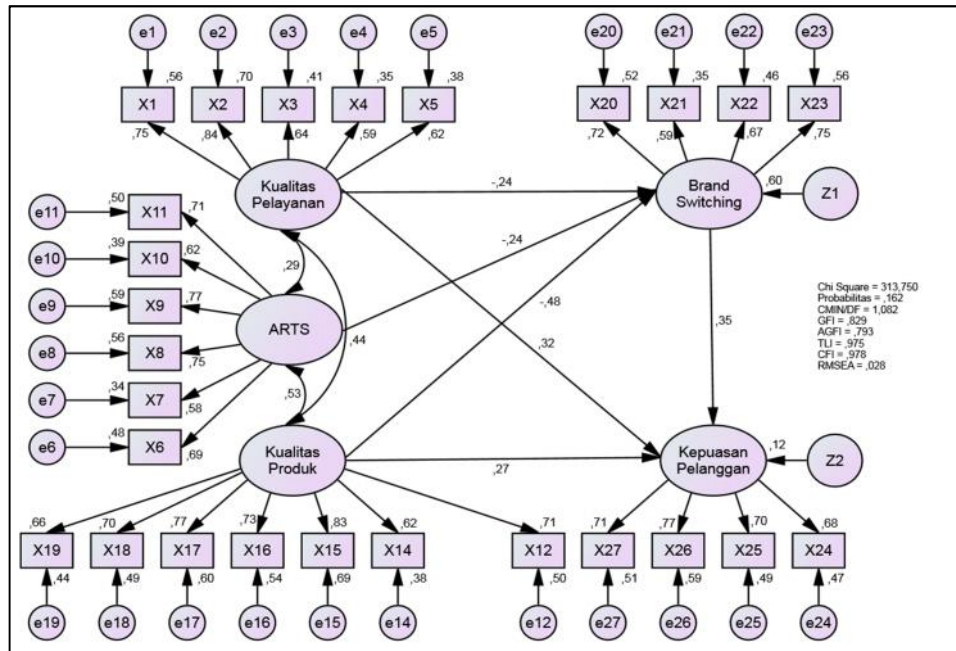 e1 e2 e3 e4 e5 e20 e21 e22 e23
,56 ,70 ,41 ,35 ,38 ,52 ,35 ,46 ,56
X1 X2 X3 X4 X5 X20 X21 X22 X23
,75 ,84 ,64 ,59 ,62 ,72 ,59 ,67 ,75
Kualitas
Pelayanan
-,24
Brand
Switching
,60
Z1
e11 ,50 X11 ,71
e10 ,39 X10 ,62
e9 ,59 X9 ,77
e8 ,56 X8 ,75
e7 ,34 X7 ,58
e6 ,48 X6 ,69
,29
ARTS
-,24
-,48
,44
,32
,35
,53
Chi Square = 313,750
Probabilitas = ,162
CMIN/DF = 1,082
GFI = ,829
AGFI = ,793
TLI = ,975
CFI = ,978
RMSEA = ,028
Kualitas
Produk
,27
Kepuasan
Pelanggan
,12
Z2
,66 ,70 ,77 ,73 ,83 ,62 ,71 ,71 ,77 ,70 ,68
X19 X18 X17 X16 X15 X14 X12 X27 X26 X25 X24
,44 ,49 ,60 ,54 ,69 ,38 ,50 ,51 ,59 ,49 ,47
e19 e18 e17 e16 e15 e14 e12 e27 e26 e25 e24